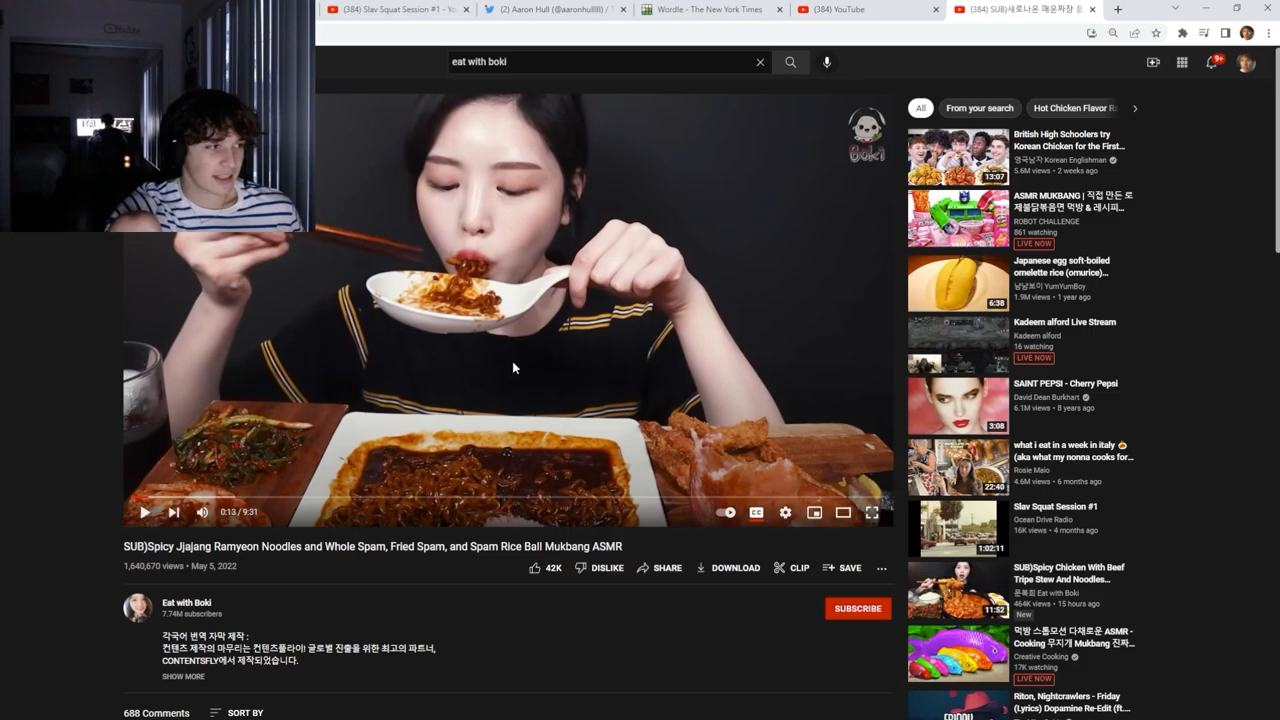 (384) Slav Squat Session #1 - Yo
(2) Aaron Hull (@aaronhulllll) / T
Wordle - The New York Times
(384) YouTube
(384) SUB)새로나온 매운짜장
eat with boki
9+
Boki
All
From your search
Hot Chicken Flavor R
British High Schoolers try
Korean Chicken for the First...
영국남자 Korean Englishman
5.6M views • 2 weeks ago
13:07
ASMR MUKBANG | 직접 만든 로
제불닭볶음면 먹방 & 레시피...
ROBOT CHALLENGE
861 watching
LIVE NOW
Japanese egg soft-boiled
omelette rice (omurice)...
냠냠보이 YumYumBoy
1.9M views • 1 year ago
6:38
Kadeem alford Live Stream
Kadeem alford
16 watching
LIVE NOW
SAINT PEPSI - Cherry Pepsi
David Dean Burkhart
6.1M views • 8 years ago
3:08
what i eat in a week in italy
(aka what my nonna cooks for...
Rosie Maio
4.6M views • 6 months ago
22:40
Slav Squat Session #1
Ocean Drive Radio
16K views • 4 months ago
1:02:11
SUB)Spicy Chicken With Beef
Tripe Stew And Noodles...
문복희 Eat with Boki
464K views • 15 hours ago
New
11:52
먹방 스톱모션 다채로운 ASMR -
Cooking 무지개 Mukbang 진짜...
Creative Cooking
17K watching
LIVE NOW
Riton, Nightcrawlers - Friday
(Lyrics) Dopamine Re-Edit (ft....
FRIDAY
0:13 / 9:31
CC
SUB)Spicy Jjajang Ramyeon Noodles and Whole Spam, Fried Spam, and Spam Rice Ball Mukbang ASMR
1,640,670 views • May 5, 2022
42K
DISLIKE
SHARE
DOWNLOAD
CLIP
SAVE
Eat with Boki
7.74M subscribers
SUBSCRIBE
각국어 번역 자막 제작 :
컨텐츠 제작의 마무리는 컨텐츠플라이! 글로벌 진출을 위한 최고의 파트너,
CONTENTSFLY에서 제작되었습니다.
SHOW MORE
688 Comments
SORT BY